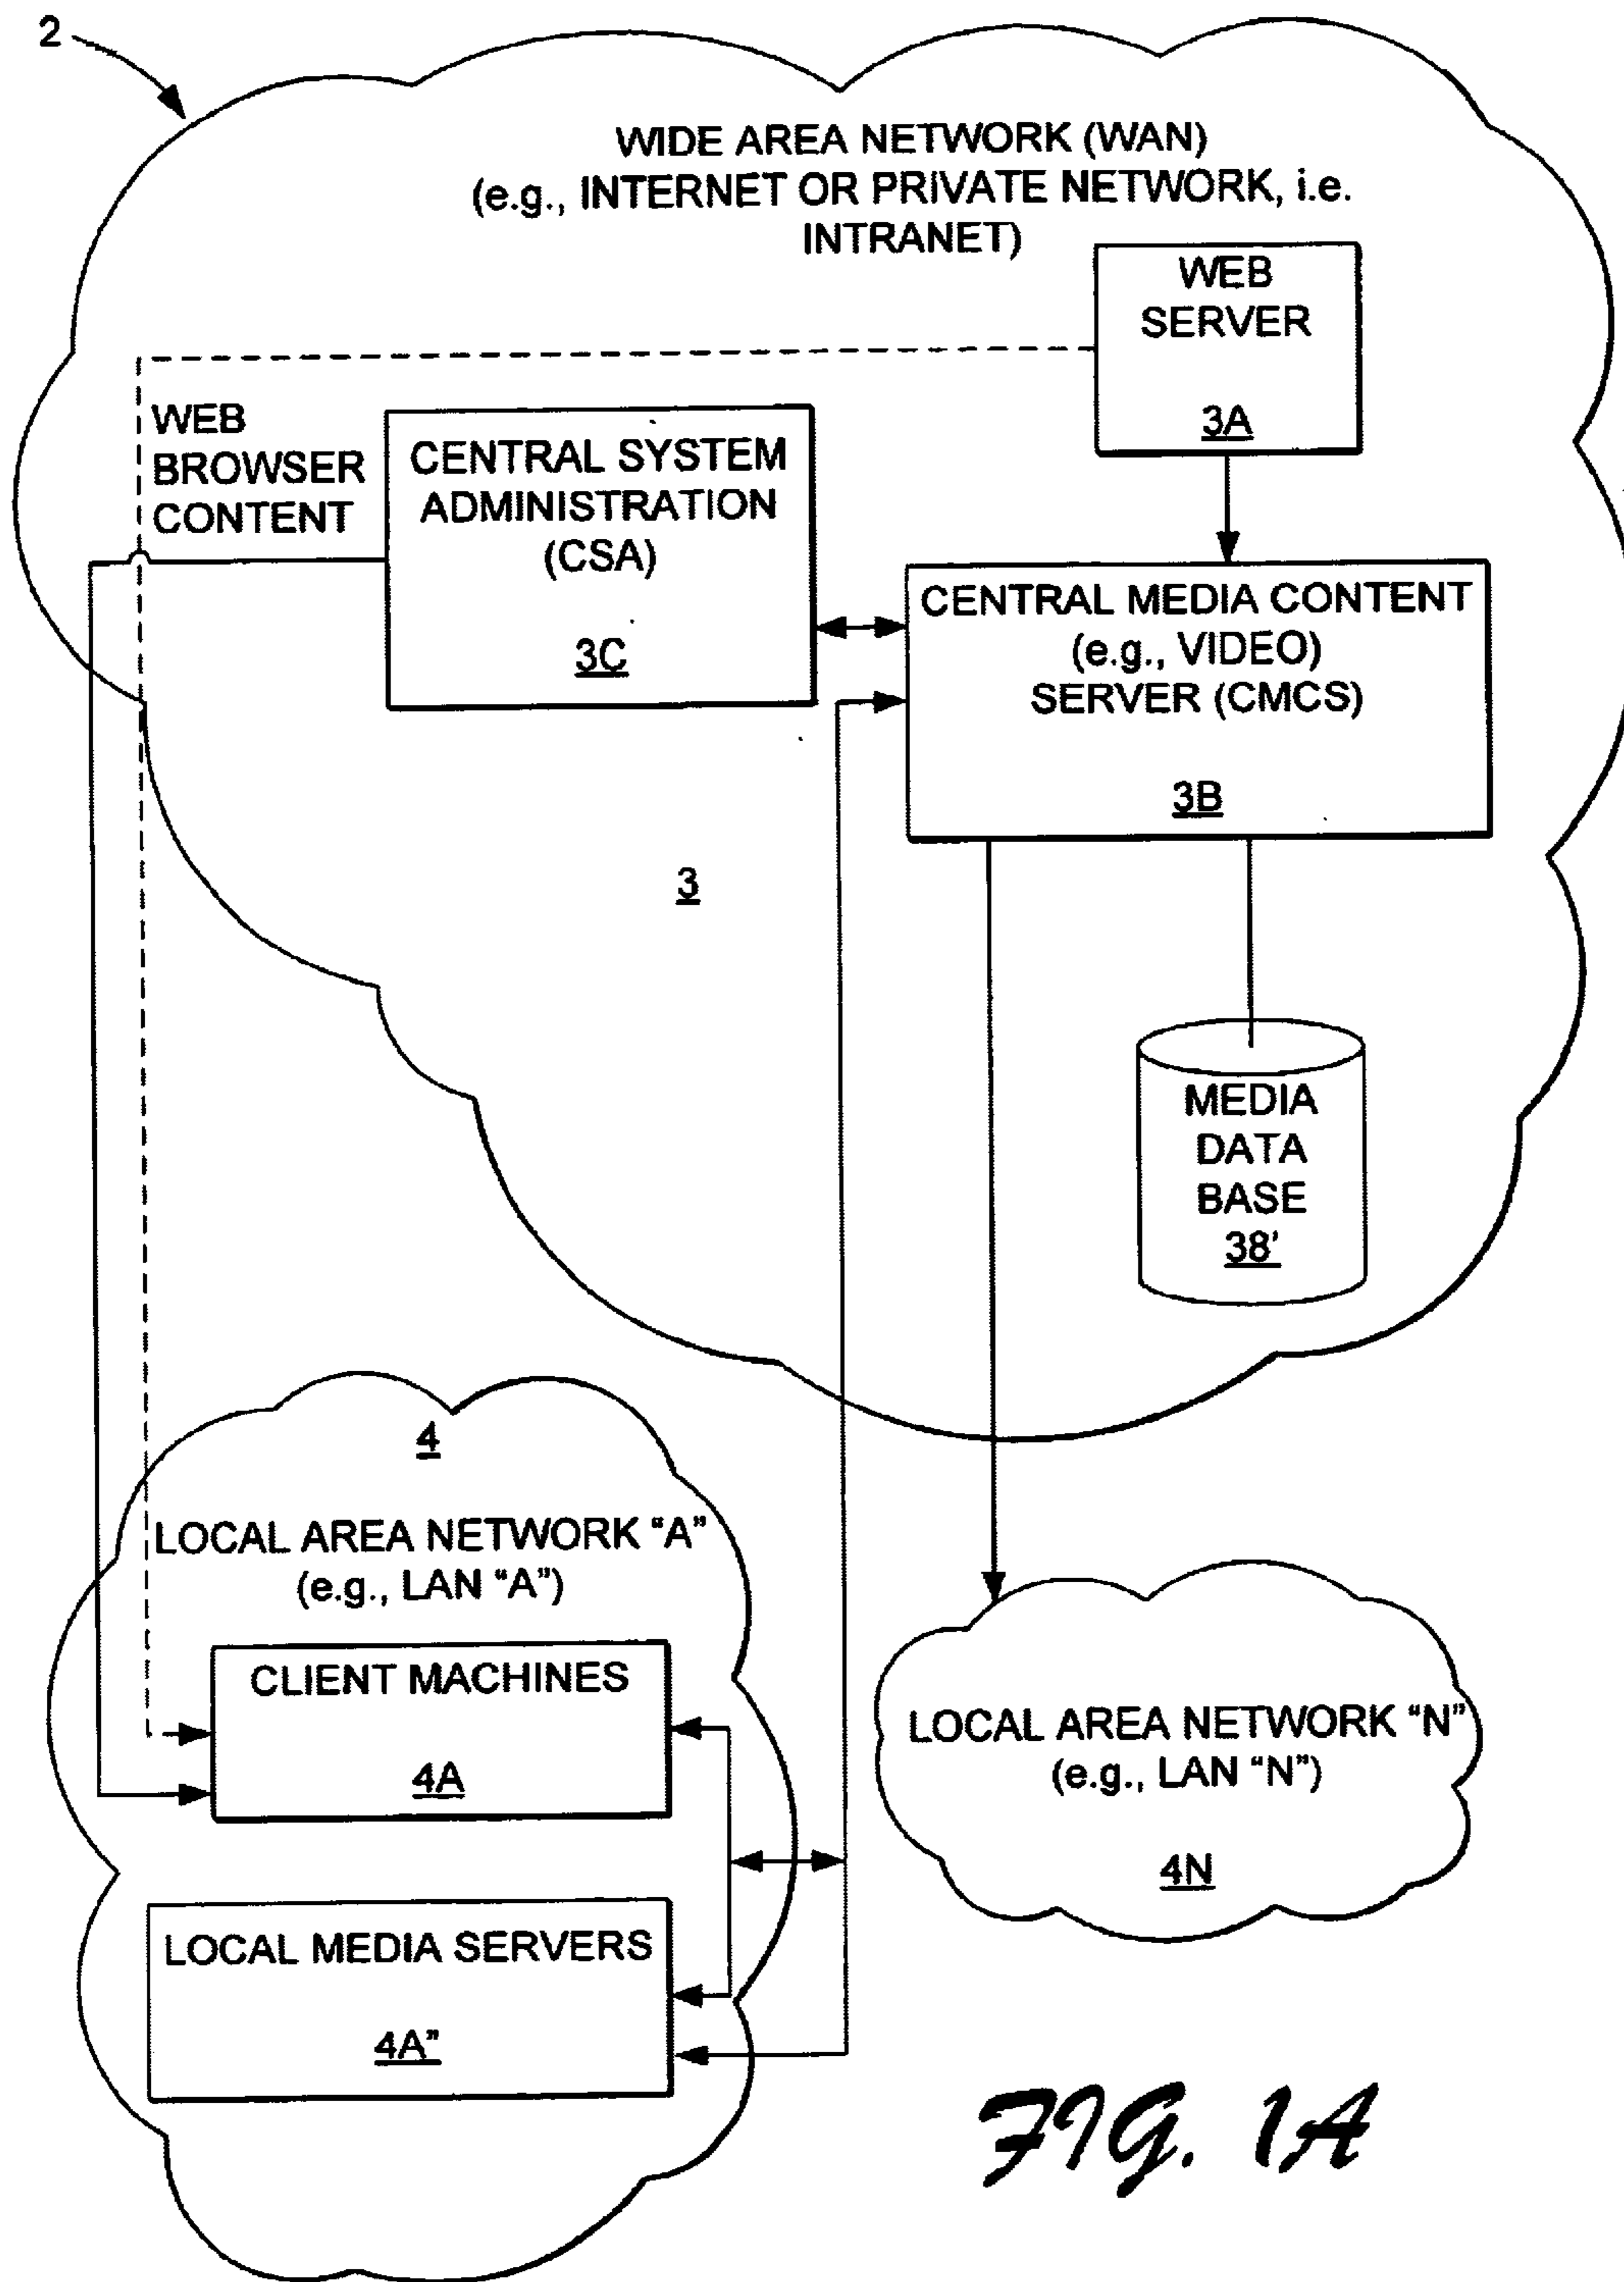 2
WIDE AREA NETWORK (WAN)
(e.g., INTERNET OR PRIVATE NETWORK, i.e.
INTRANET)
WEB
SERVER
3A
WEB
BROWSER
CONTENT
CENTRAL SYSTEM
ADMINISTRATION
(CSA)
3C
CENTRAL MEDIA CONTENT
(e.g., VIDEO)
SERVER (CMCS)
3B
3
MEDIA
DATA
BASE
38'
4
LOCAL AREA NETWORK "A"
(e.g., LAN "A")
CLIENT MACHINES
4A
LOCAL MEDIA SERVERS
4A"
LOCAL AREA NETWORK "N"
(e.g., LAN "N")
4N
FIG. 1A